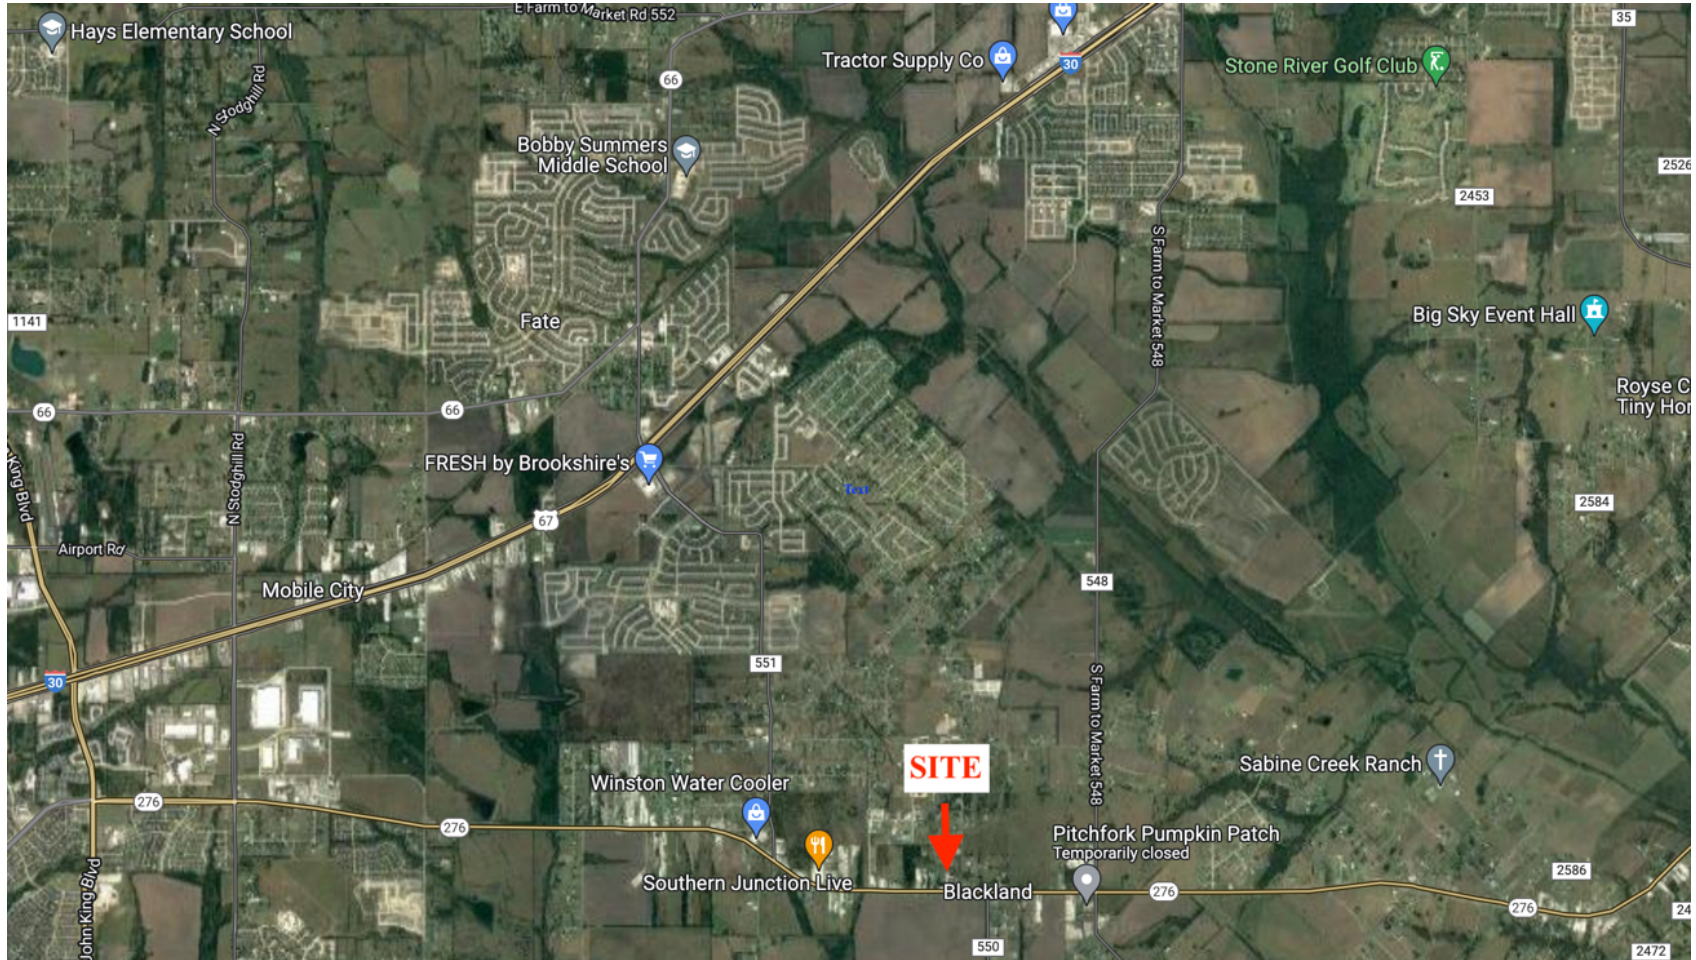 E Farm to Market Rd 552
35
Hays Elementary School
Tractor Supply Co
30
Stone River Golf Club
66
N Stodghill Rd
Bobby Summers
Middle School
2526
2453
S Farm to Market 548
1141
Fate
Big Sky Event Hall
Royse C
Tiny Hor
66
66
N Stodghill Rd
King Blvd
FRESH by Brookshire's
Text
2584
67
Airport Rd
548
Mobile City
551
30
S Farm to Market 548
SITE
Sabine Creek Ranch
Winston Water Cooler
276
276
Pitchfork Pumpkin Patch
Temporarily closed
Southern Junction Live
Blackland
276
2586
276
24
John King Blvd
550
2472